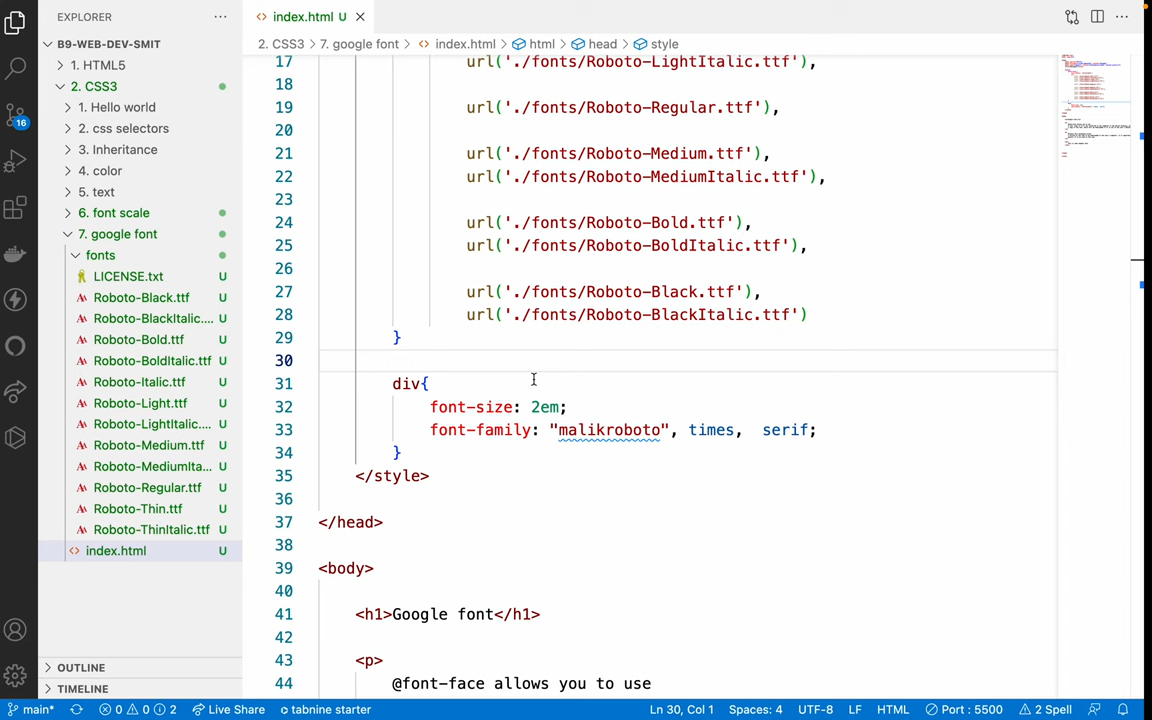 EXPLORER
B9-WEB-DEV-SMIT
1. HTML5
2. CSS3
1. Hello world
2. css selectors
3. Inheritance
4. color
5. text
6. font scale
7. google font
fonts
LICENSE.txt U
Roboto-Black.ttf U
Roboto-BlackItalic.... U
Roboto-Bold.ttf U
Roboto-BoldItalic.ttf U
Roboto-Italic.ttf U
Roboto-Light.ttf U
Roboto-LightItalic.... U
Roboto-Medium.ttf U
Roboto-MediumIta... U
Roboto-Regular.ttf U
Roboto-Thin.ttf U
Roboto-ThinItalic.ttf U
index.html U
OUTLINE
TIMELINE
16
index.html U
2. CSS3 > 7. google font > index.html > html > head > style
17 url('./fonts/Roboto-LightItalic.ttf'),
18
19 url('./fonts/Roboto-Regular.ttf'),
20
21 url('./fonts/Roboto-Medium.ttf'),
22 url('./fonts/Roboto-MediumItalic.ttf'),
23
24 url('./fonts/Roboto-Bold.ttf'),
25 url('./fonts/Roboto-BoldItalic.ttf'),
26
27 url('./fonts/Roboto-Black.ttf'),
28 url('./fonts/Roboto-BlackItalic.ttf')
29 }
30
31 div{
32 font-size: 2em;
33 font-family: "malikroboto", times,  serif;
34 }
35 </style>
36
37 </head>
38
39 <body>
40
41 <h1>Google font</h1>
42
43 <p>
44 @font-face allows you to use
main* 0 0 2 Live Share tabnine starter Ln 30, Col 1 Spaces: 4 UTF-8 LF HTML Port : 5500 2 Spell